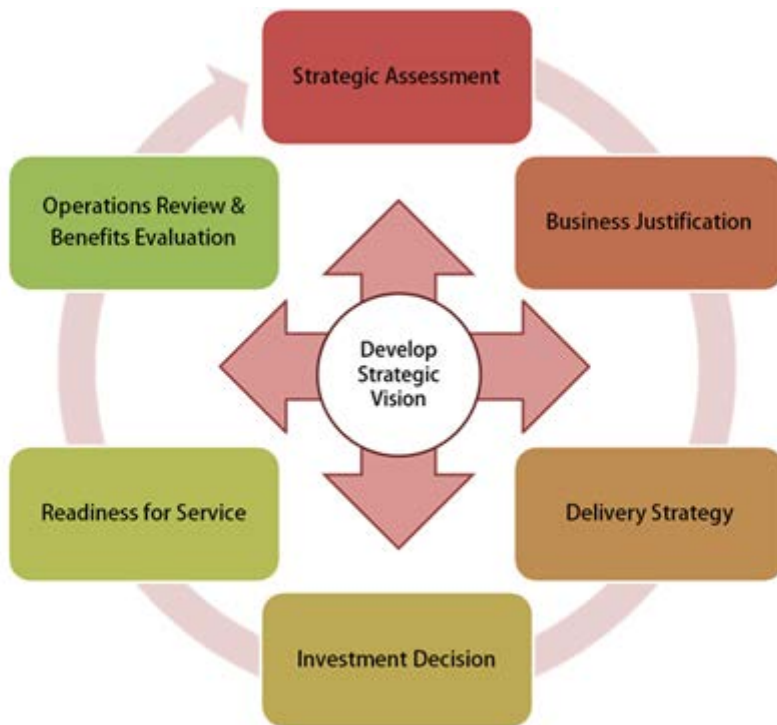 Strategic Assessment
Business Justification
Delivery Strategy
Investment Decision
Readiness for Service
Operations Review &
Benefits Evaluation
Develop
Strategic
Vision